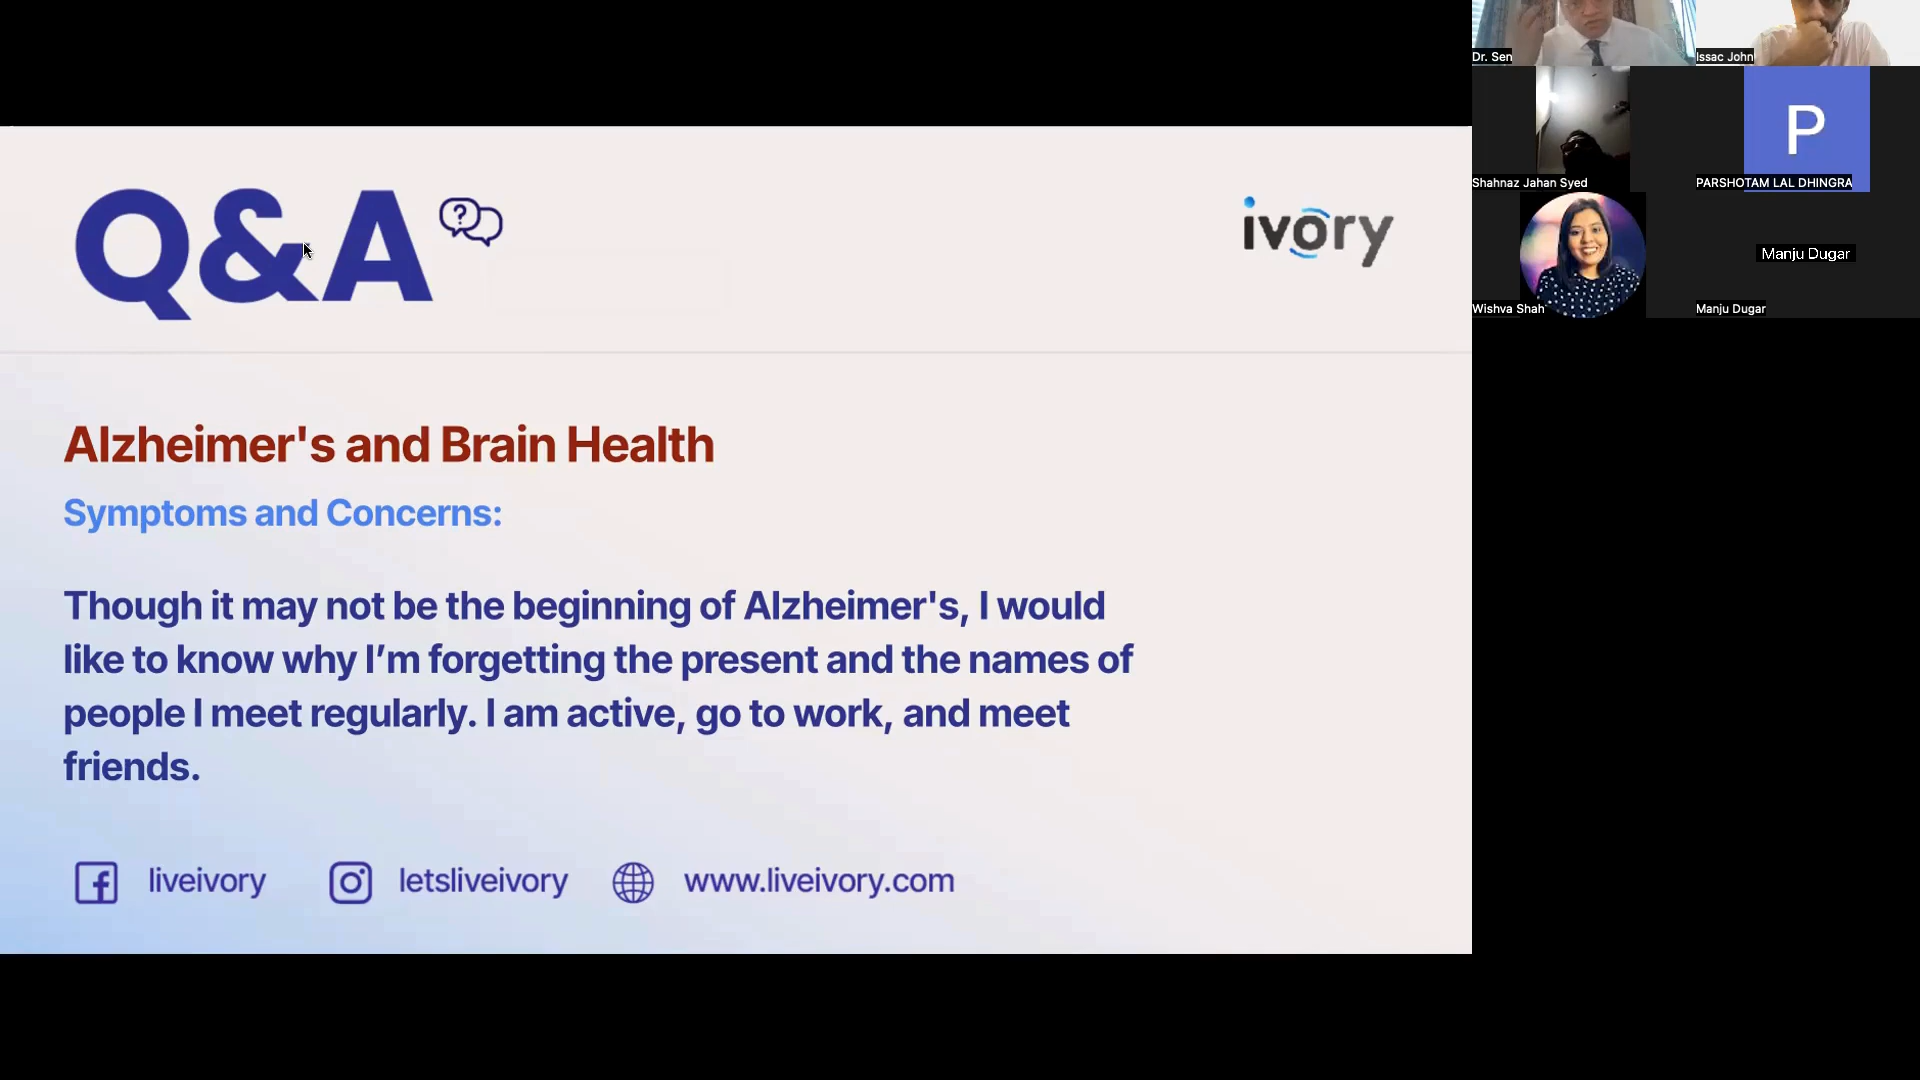 Q&A
?
ivory
Alzheimer's and Brain Health
Symptoms and Concerns:
Though it may not be the beginning of Alzheimer's, I would
like to know why I’m forgetting the present and the names of
people I meet regularly. I am active, go to work, and meet
friends.
liveivory
letsliveivory
www.liveivory.com
Dr. Sen
Issac John
Shahnaz Jahan Syed
P
PARSHOTAM LAL DHINGRA
Wishva Shah
Manju Dugar
Manju Dugar